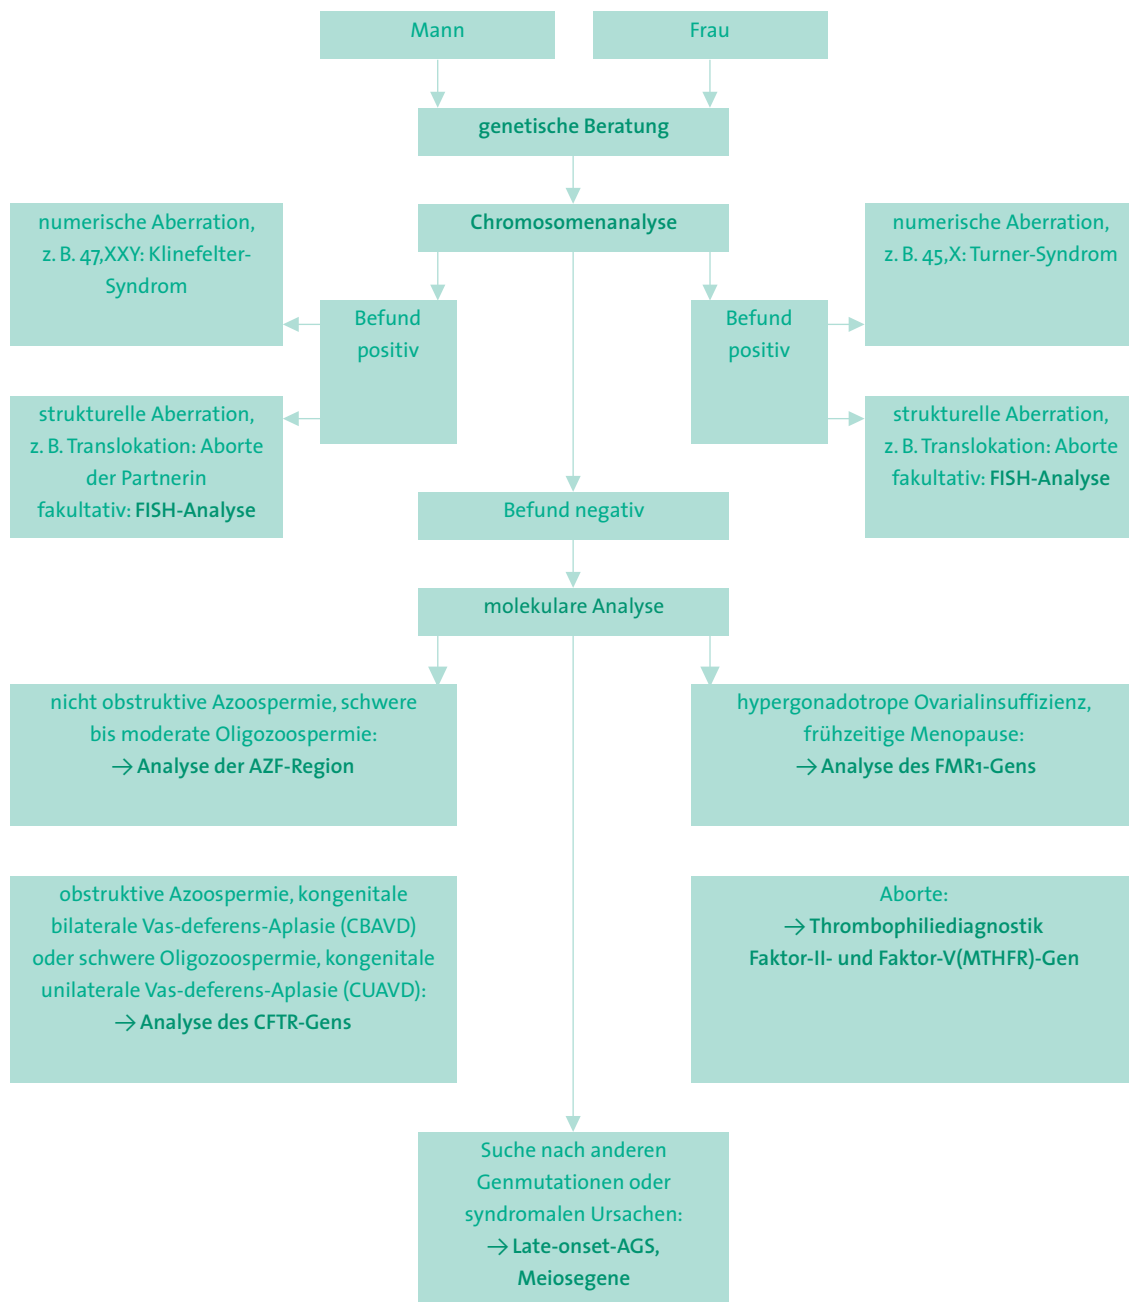 Mann
Frau
genetische Beratung
Chromosomenanalyse
numerische Aberration,
z. B. 47,XXY: Klinefelter-
Syndrom
numerische Aberration,
z. B. 45,X: Turner-Syndrom
Befund
positiv
Befund
positiv
strukturelle Aberration,
z. B. Translokation: Aborte
der Partnerin
fakultativ: FISH-Analyse
strukturelle Aberration,
z. B. Translokation: Aborte
fakultativ: FISH-Analyse
Befund negativ
molekulare Analyse
nicht obstruktive Azoospermie, schwere
bis moderate Oligozoospermie:
→ Analyse der AZF-Region
hypergonadotrope Ovarialinsuffizienz,
frühzeitige Menopause:
→ Analyse des FMR1-Gens
obstruktive Azoospermie, kongenitale
bilaterale Vas-deferens-Aplasie (CBAVD)
oder schwere Oligozoospermie, kongenitale
unilaterale Vas-deferens-Aplasie (CUAVD):
→ Analyse des CFTR-Gens
Aborte:
→ Thrombophiliediagnostik
Faktor-II- und Faktor-V(MTHFR)-Gen
Suche nach anderen
Genmutationen oder
syndromalen Ursachen:
→ Late-onset-AGS,
Meiosegene